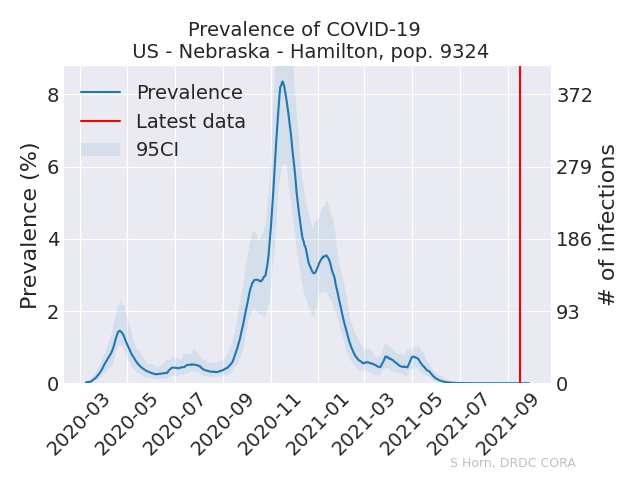 Prevalence of COVID-19
US - Nebraska - Hamilton, pop. 9324
Prevalence
Latest data
95CI
Prevalence (%)
8
6
4
2
0
372
279
186
93
0
# of infections
2020-03
2020-05
2020-07
2020-09
2020-11
2021-01
2021-03
2021-05
2021-07
2021-09
S Horn, DRDC CORA